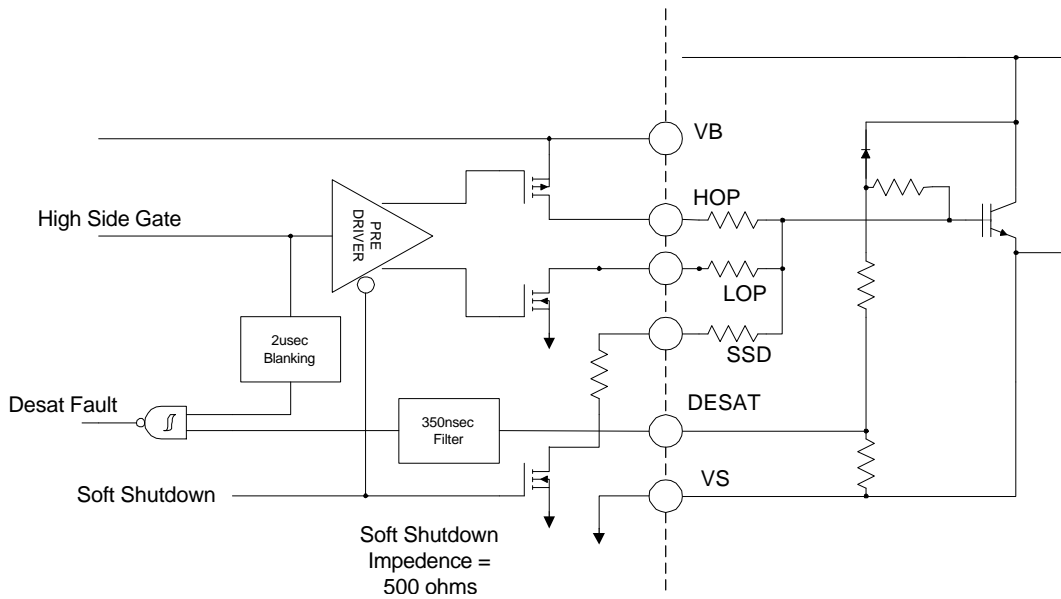 VB
HOP
High Side Gate
PRE
DRIVER
LOP
2usec
Blanking
SSD
Desat Fault
DESAT
350nsec
Filter
Soft Shutdown
VS
Soft Shutdown
Impedence =
500 ohms